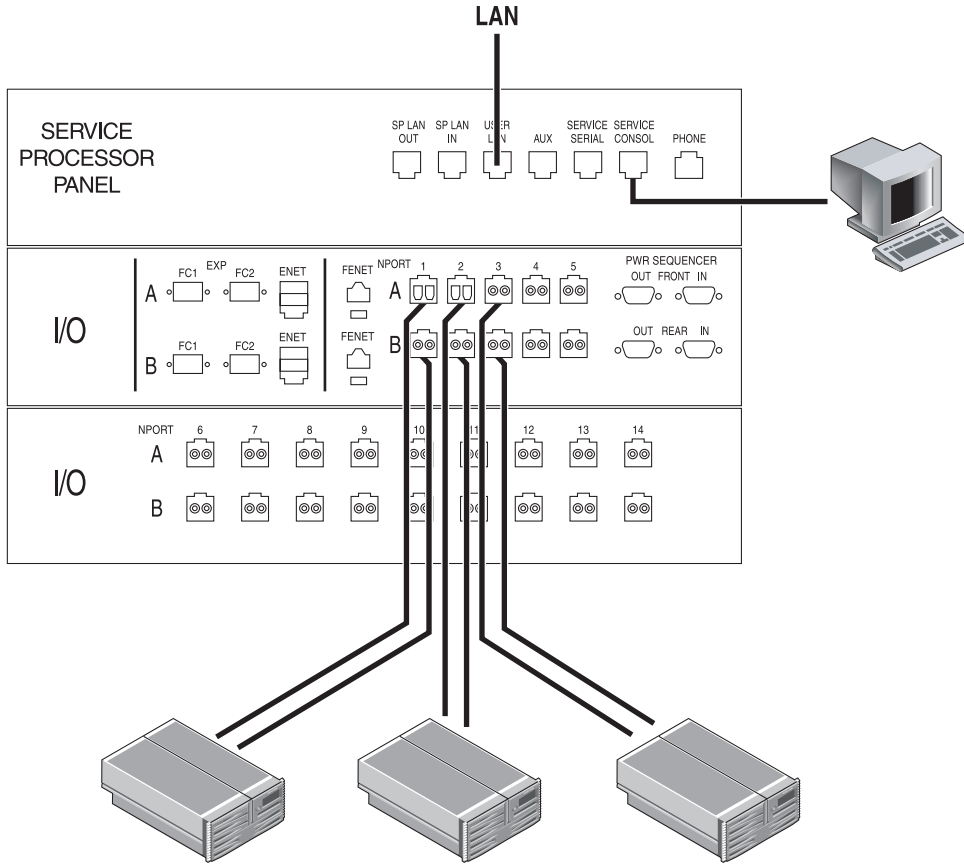 LAN
SERVICE
PROCESSOR
PANEL
SP LAN
OUT
SP LAN
IN
USER
LAN
AUX
SERVICE
SERIAL
SERVICE
CONSOL
PHONE
I/O
A
FC1
EXP
FC2
ENET
B
FC1
FC2
ENET
FENET
FENET
NPORT 1 2 3 4 5
A
B
PWR SEQUENCER
OUT FRONT IN
OUT REAR IN
I/O
NPORT 6 7 8 9 10 11 12 13 14
A
B